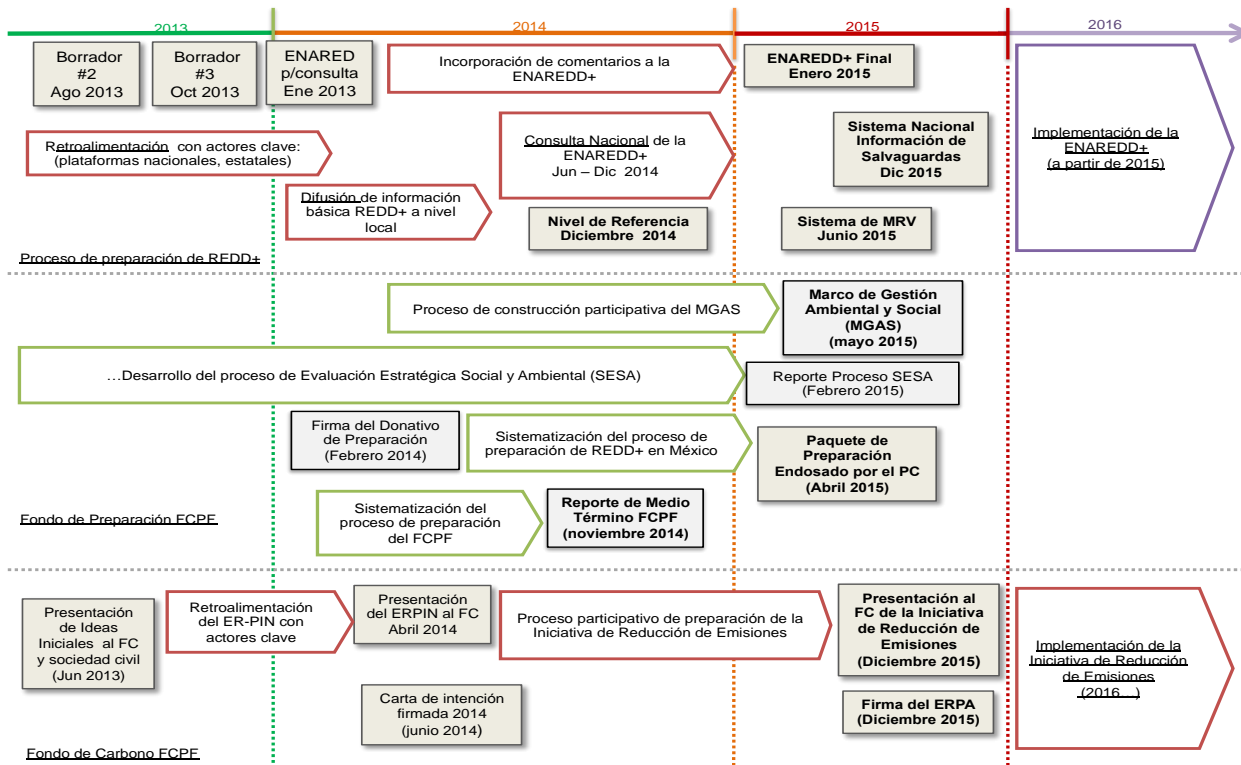 2013
2014
2015
2016
Borrador
#2
Ago 2013
Borrador
#3
Oct 2013
ENARED
p/consulta
Ene 2013
Incorporación de comentarios a la
ENAREDD+
ENAREDD+ Final
Enero 2015
Retroalimentación con actores clave:
(plataformas nacionales, estatales)
Consulta Nacional de la
ENAREDD+
Jun – Dic 2014
Sistema Nacional
Información de
Salvaguardas
Dic 2015
Implementación de la
ENAREDD+
(a partir de 2015)
Difusión de información
básica REDD+ a nivel
local
Nivel de Referencia
Diciembre 2014
Sistema de MRV
Junio 2015
Proceso de preparación de REDD+
Proceso de construcción participativa del MGAS
Marco de Gestión
Ambiental y Social
(MGAS)
(mayo 2015)
...Desarrollo del proceso de Evaluación Estratégica Social y Ambiental (SESA)
Reporte Proceso SESA
(Febrero 2015)
Firma del Donativo
de Preparación
(Febrero 2014)
Sistematización del proceso de
preparación de REDD+ en México
Paquete de
Preparación
Endosado por el PC
(Abril 2015)
Sistematización del
proceso de preparación
del FCPF
Reporte de Medio
Término FCPF
(noviembre 2014)
Fondo de Preparación FCPF
Presentación
de Ideas
Iniciales al FC
y sociedad civil
(Jun 2013)
Retroalimentación
del ER-PIN con
actores clave
Presentación
del ERPIN al FC
Abril 2014
Proceso participativo de preparación de la
Iniciativa de Reducción de Emisiones
Presentación al
FC de la Iniciativa
de Reducción de
Emisiones
(Diciembre 2015)
Implementación de la
Iniciativa de Reducción
de Emisiones
(2016...)
Carta de intención
firmada 2014
(junio 2014)
Firma del ERPA
(Diciembre 2015)
Fondo de Carbono FCPF